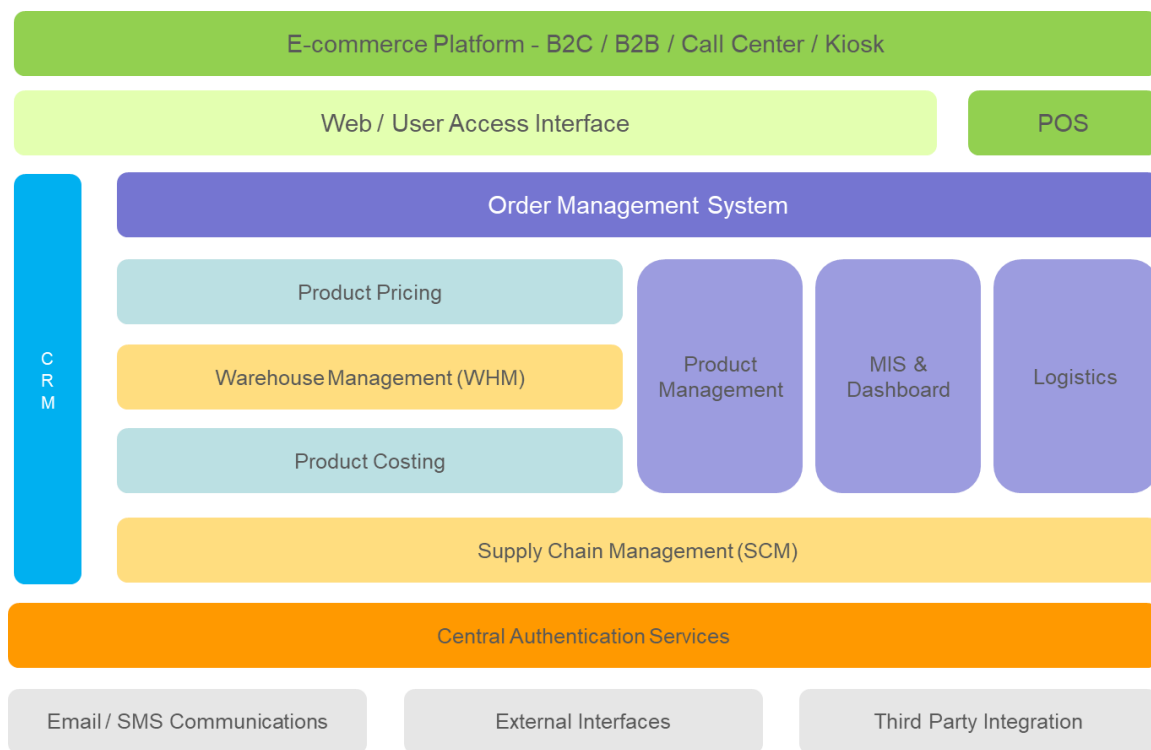 E-commerce Platform - B2C / B2B / Call Center / Kiosk
Web / User Access Interface
POS
C
R
M
Order Management System
Product Pricing
Warehouse Management (WHM)
Product Costing
Product
Management
MIS &
Dashboard
Logistics
Supply Chain Management (SCM)
Central Authentication Services
Email / SMS Communications
External Interfaces
Third Party Integration